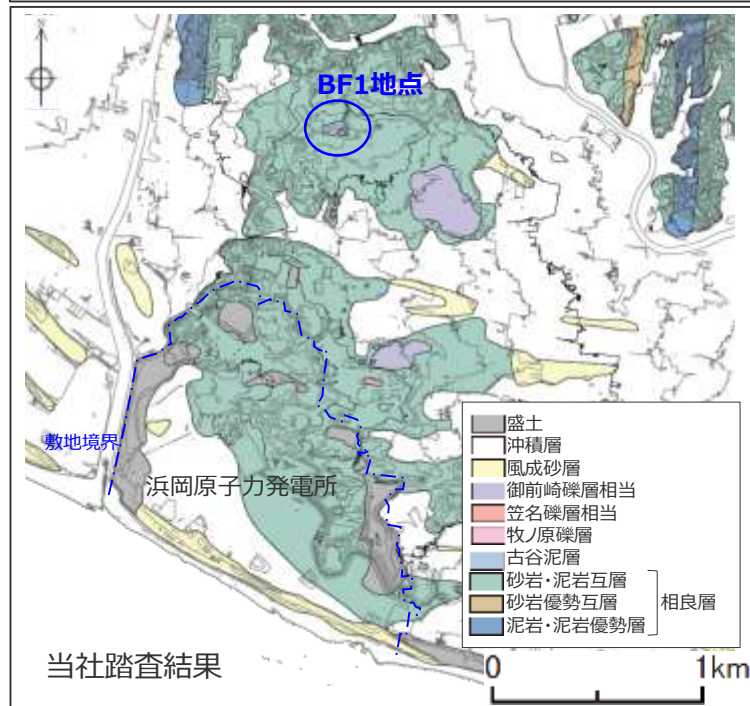 BF1地点
敷地境界
浜岡原子力発電所
盛土
沖積層
風成砂層
御前崎礫層相当
笠名礫層相当
牧ノ原礫層
古谷泥層
砂岩・泥岩互層
砂岩優勢互層
泥岩・泥岩優勢層
相良層
当社踏査結果
0 1km